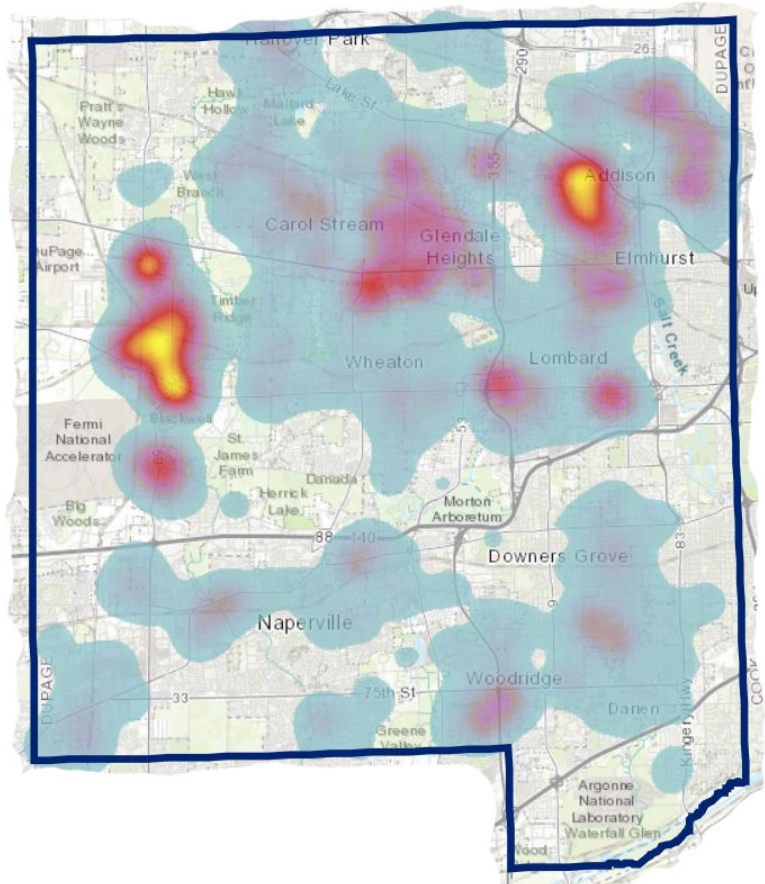 Hanover Park
26
DUPAGE
290
Hawk
Hollow
Lake St
Mallard
Lake
Pratt's
Wayne
Woods
West
Branch
355
Addison
Carol Stream
Glendale
Heights
Elmhurst
DuPage
Airport
Timber
Ridge
Salt Creek
Wheaton
Lombard
Blackwell
Fermi
National
Accelerator
59
St.
James
Farm
53
Danada
Herrick
Lake
Morton
Arboretum
Big
Woods
88
110
Downers Grove
83
Naperville
9
DUPAGE
33
75th St
Woodridge
Darien
Kingery Hwy
COOK
Greene
Valley
Argonne
National
Laboratory
Waterfall Glen